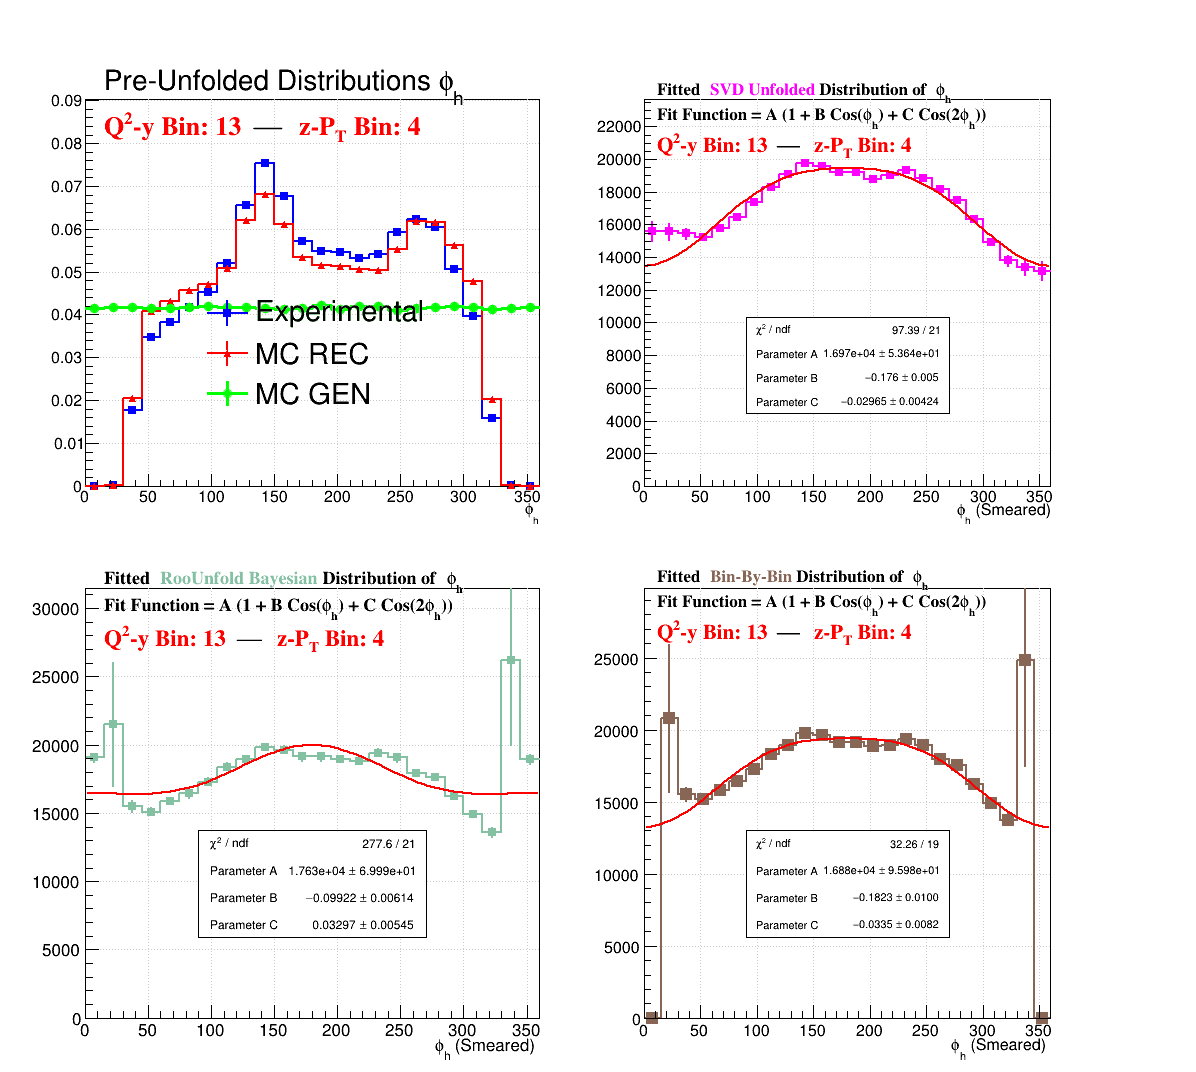 Pre-Unfolded Distributions ϕh
Q²-y Bin: 13 — z-PT Bin: 4
0.09
0.08
0.07
0.06
0.05
0.04
0.03
0.02
0.01
0
Experimental
MC REC
MC GEN
50 100 150 200 250 300 350
ϕh
Fitted SVD Unfolded Distribution of ϕh
Fit Function = A (1 + B Cos(ϕh) + C Cos(2ϕh))
Q²-y Bin: 13 — z-PT Bin: 4
22000
20000
18000
16000
14000
12000
10000
8000
6000
4000
2000
0
χ² / ndf 97.39 / 21
Parameter A 1.697e+04 ± 5.364e+01
Parameter B −0.176 ± 0.005
Parameter C −0.02965 ± 0.00424
0 50 100 150 200 250 300 350
ϕh (Smeared)
Fitted RooUnfold Bayesian Distribution of ϕh
Fit Function = A (1 + B Cos(ϕh) + C Cos(2ϕh))
Q²-y Bin: 13 — z-PT Bin: 4
30000
25000
20000
15000
10000
5000
0
χ² / ndf 277.6 / 21
Parameter A 1.763e+04 ± 6.999e+01
Parameter B −0.09922 ± 0.00614
Parameter C 0.03297 ± 0.00545
0 50 100 150 200 250 300 350
ϕh (Smeared)
Fitted Bin-By-Bin Distribution of ϕh
Fit Function = A (1 + B Cos(ϕh) + C Cos(2ϕh))
Q²-y Bin: 13 — z-PT Bin: 4
25000
20000
15000
10000
5000
0
χ² / ndf 32.26 / 19
Parameter A 1.688e+04 ± 9.598e+01
Parameter B −0.1823 ± 0.0100
Parameter C −0.0335 ± 0.0082
0 50 100 150 200 250 300 350
ϕh (Smeared)